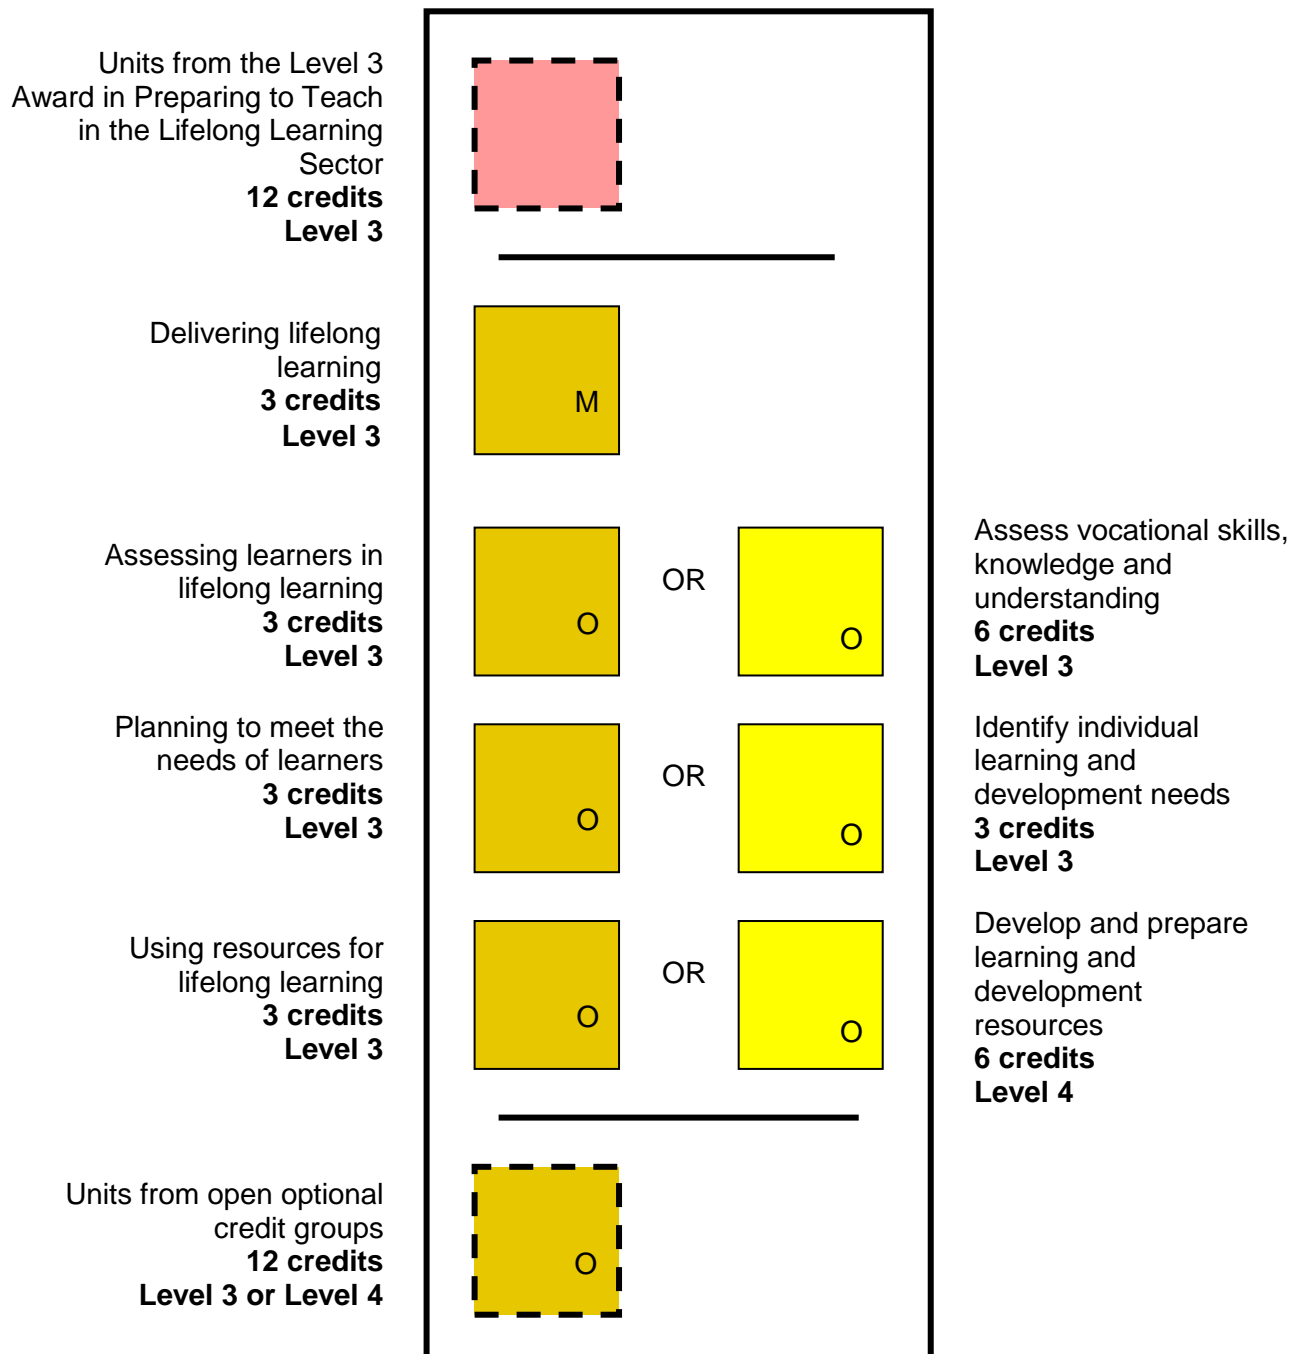 Units from the Level 3
Award in Preparing to Teach
in the Lifelong Learning
Sector
12 credits
Level 3
Delivering lifelong
learning
3 credits
Level 3
M
Assessing learners in
lifelong learning
3 credits
Level 3
O
OR
O
Assess vocational skills,
knowledge and
understanding
6 credits
Level 3
Planning to meet the
needs of learners
3 credits
Level 3
O
OR
O
Identify individual
learning and
development needs
3 credits
Level 3
Using resources for
lifelong learning
3 credits
Level 3
O
OR
O
Develop and prepare
learning and
development
resources
6 credits
Level 4
Units from open optional
credit groups
12 credits
Level 3 or Level 4
O